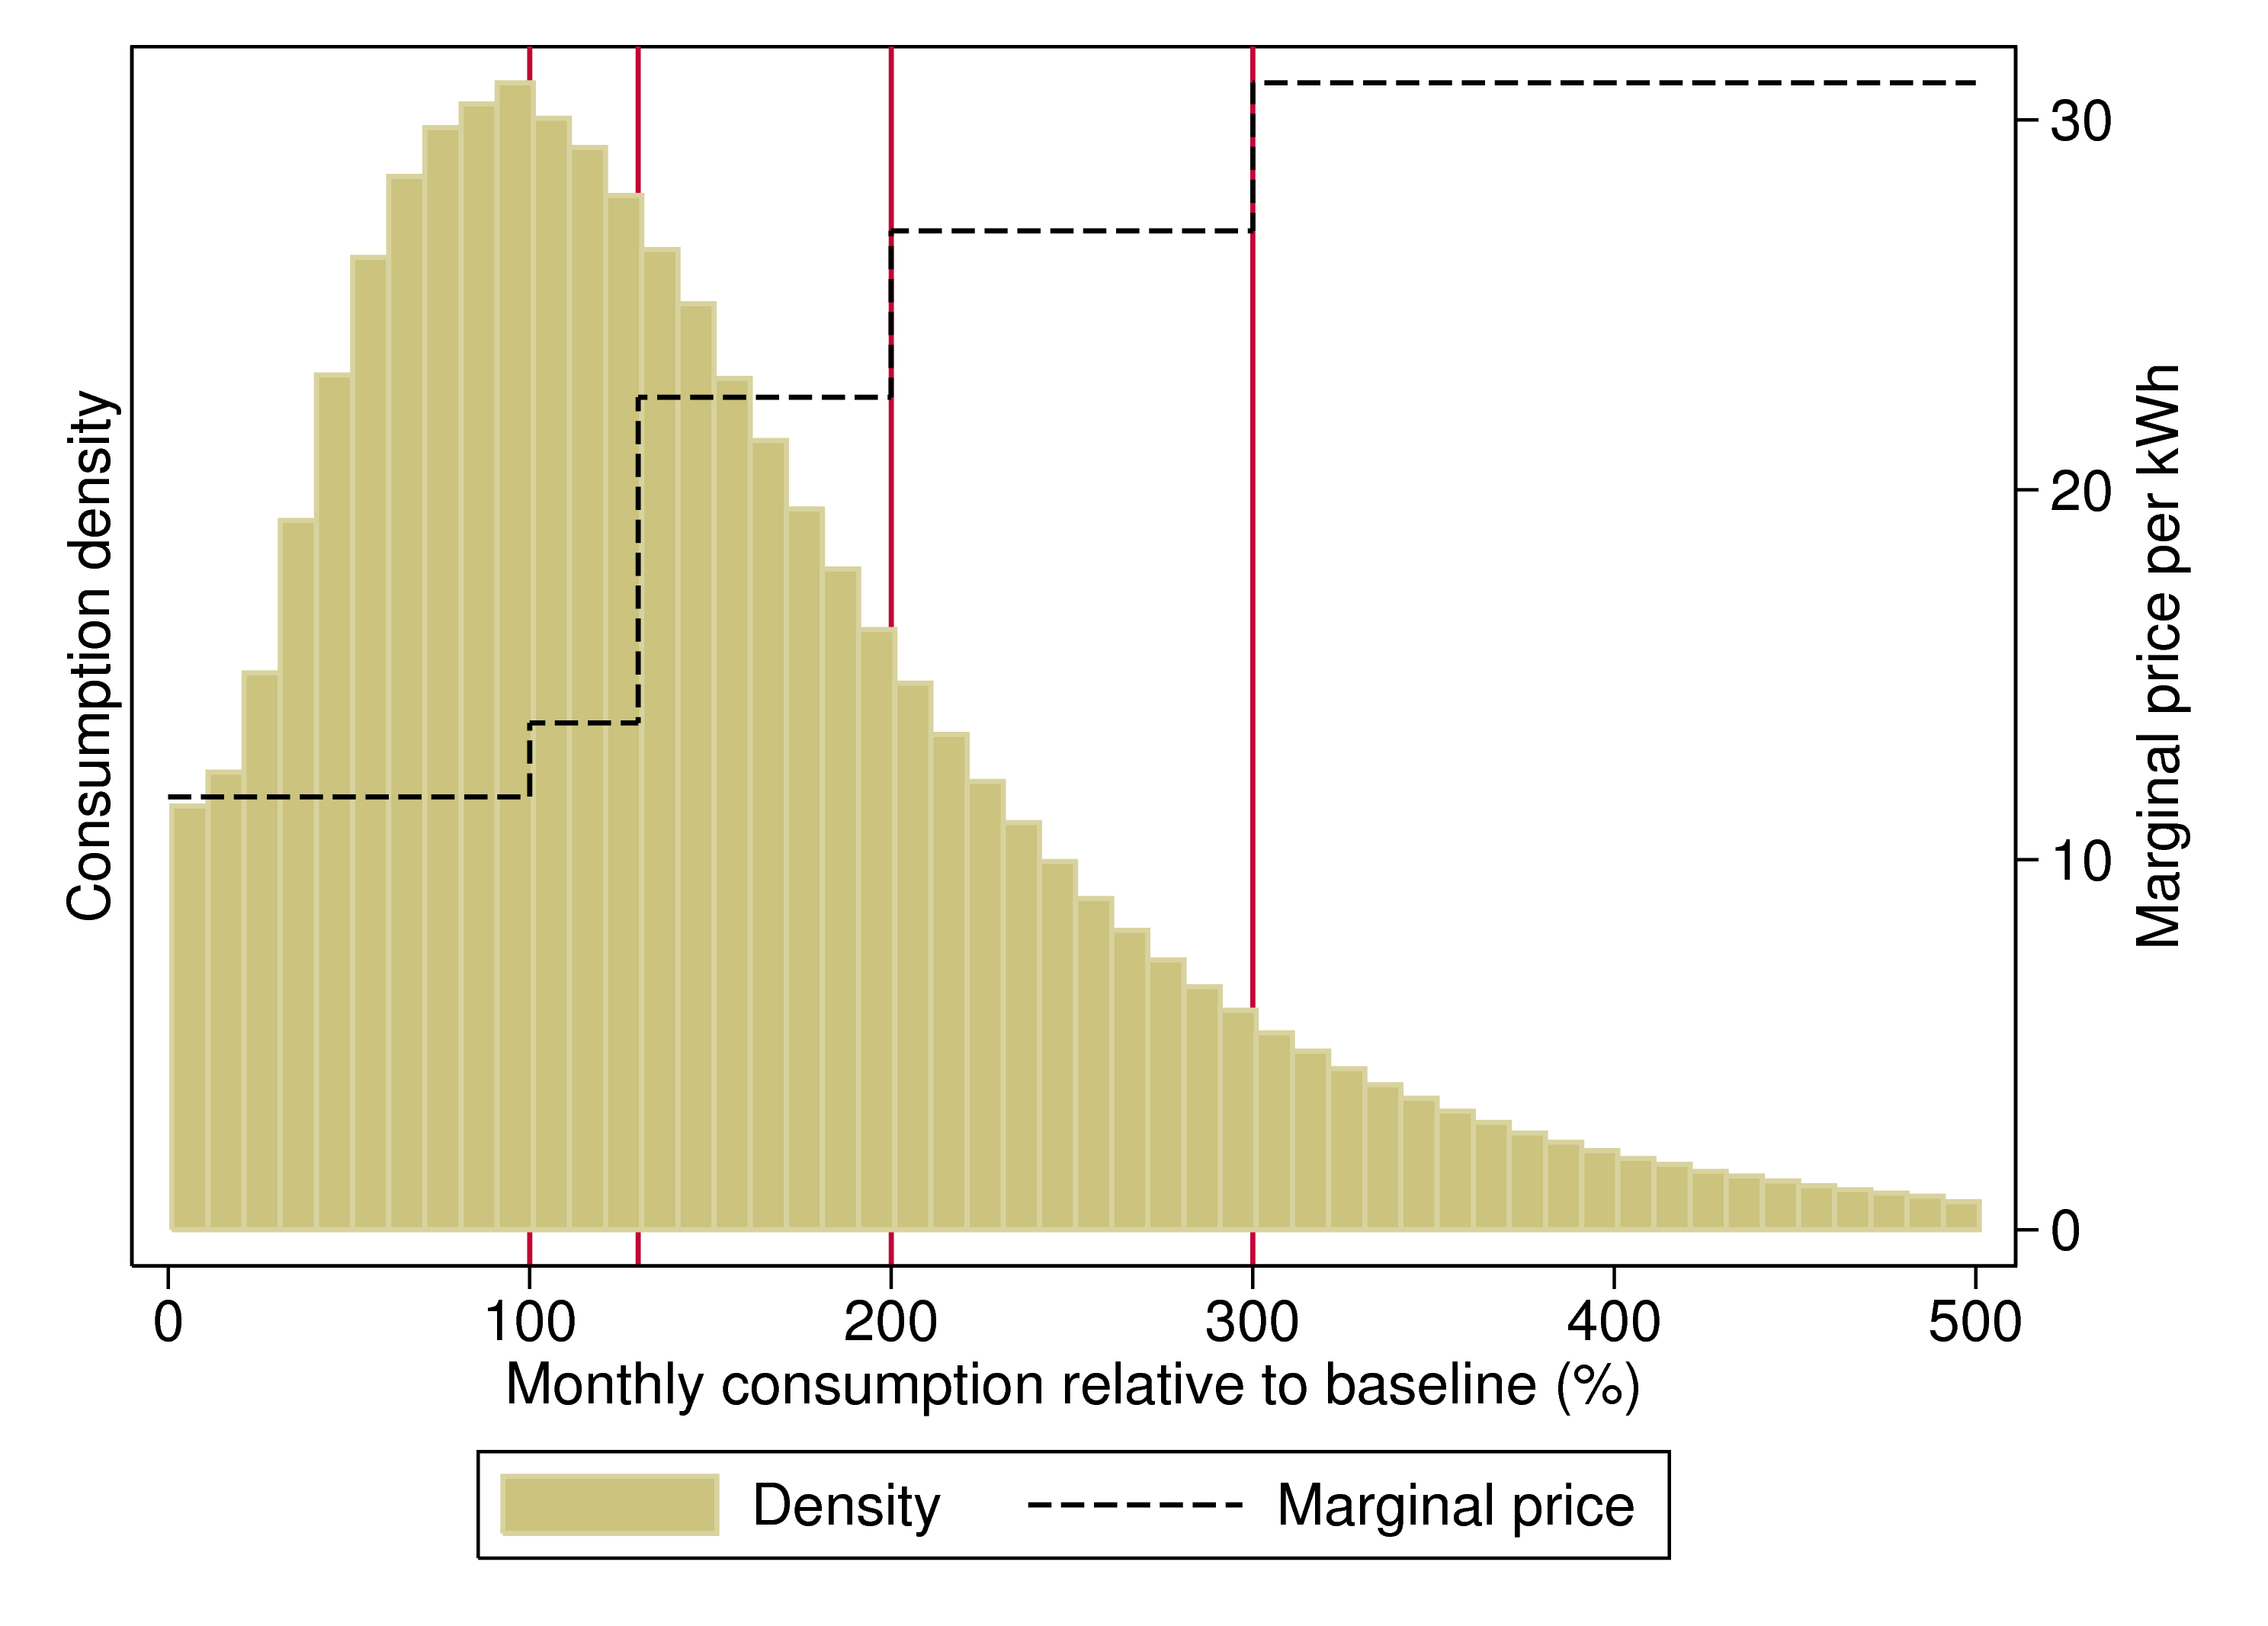 Consumption density
30
20
10
0
Marginal price per kWh
0 100 200 300 400 500
Monthly consumption relative to baseline (%)
Density Marginal price